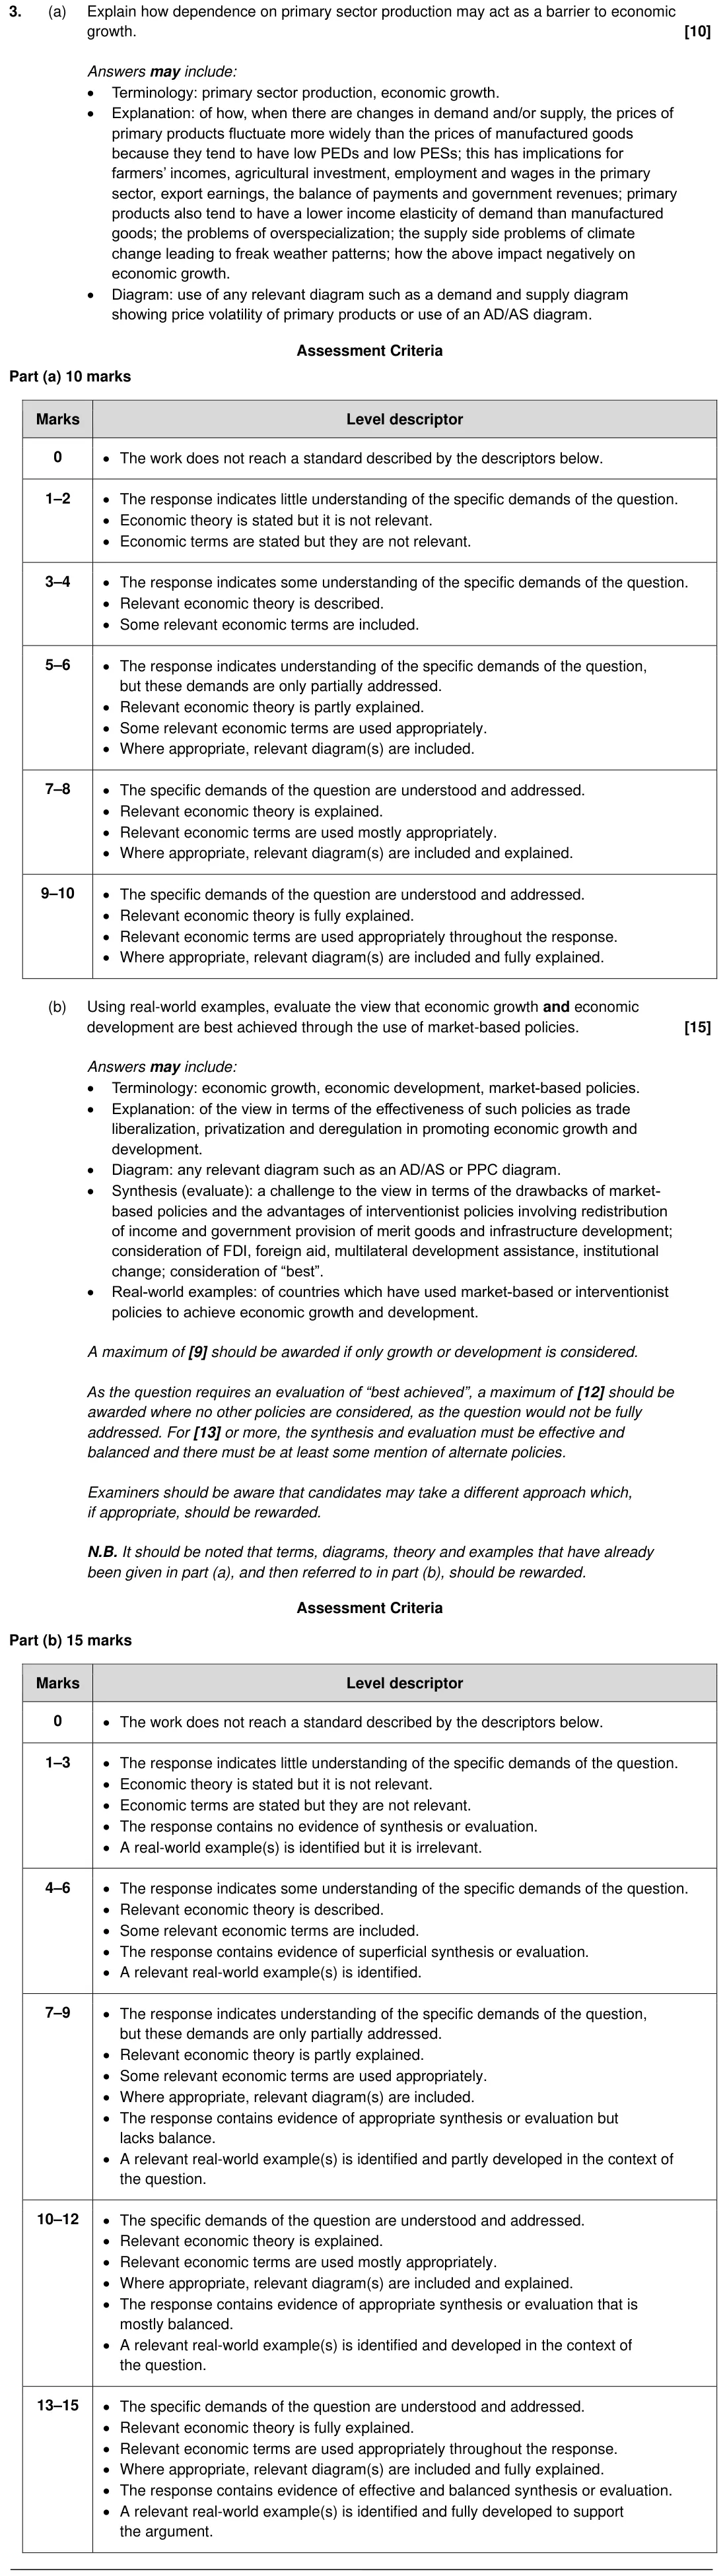 3. (a) Explain how dependence on primary sector production may act as a barrier to economic
growth. [10]
Answers may include:
• Terminology: primary sector production, economic growth.
• Explanation: of how, when there are changes in demand and/or supply, the prices of
primary products fluctuate more widely than the prices of manufactured goods
because they tend to have low PEDs and low PESs; this has implications for
farmers' incomes, agricultural investment, employment and wages in the primary
sector, export earnings, the balance of payments and government revenues; primary
products also tend to have a lower income elasticity of demand than manufactured
goods; the problems of overspecialization; the supply side problems of climate
change leading to freak weather patterns; how the above impact negatively on
economic growth.
• Diagram: use of any relevant diagram such as a demand and supply diagram
showing price volatility of primary products or use of an AD/AS diagram.
Assessment Criteria
Part (a) 10 marks
Marks Level descriptor
0 • The work does not reach a standard described by the descriptors below.
1–2 • The response indicates little understanding of the specific demands of the question.
• Economic theory is stated but it is not relevant.
• Economic terms are stated but they are not relevant.
3–4 • The response indicates some understanding of the specific demands of the question.
• Relevant economic theory is described.
• Some relevant economic terms are included.
5–6 • The response indicates understanding of the specific demands of the question,
but these demands are only partially addressed.
• Relevant economic theory is partly explained.
• Some relevant economic terms are used appropriately.
• Where appropriate, relevant diagram(s) are included.
7–8 • The specific demands of the question are understood and addressed.
• Relevant economic theory is explained.
• Relevant economic terms are used mostly appropriately.
• Where appropriate, relevant diagram(s) are included and explained.
9–10 • The specific demands of the question are understood and addressed.
• Relevant economic theory is fully explained.
• Relevant economic terms are used appropriately throughout the response.
• Where appropriate, relevant diagram(s) are included and fully explained.
(b) Using real-world examples, evaluate the view that economic growth and economic
development are best achieved through the use of market-based policies. [15]
Answers may include:
• Terminology: economic growth, economic development, market-based policies.
• Explanation: of the view in terms of the effectiveness of such policies as trade
liberalization, privatization and deregulation in promoting economic growth and
development.
• Diagram: any relevant diagram such as an AD/AS or PPC diagram.
• Synthesis (evaluate): a challenge to the view in terms of the drawbacks of market-
based policies and the advantages of interventionist policies involving redistribution
of income and government provision of merit goods and infrastructure development;
consideration of FDI, foreign aid, multilateral development assistance, institutional
change; consideration of “best”.
• Real-world examples: of countries which have used market-based or interventionist
policies to achieve economic growth and development.
A maximum of [9] should be awarded if only growth or development is considered.
As the question requires an evaluation of “best achieved”, a maximum of [12] should be
awarded where no other policies are considered, as the question would not be fully
addressed. For [13] or more, the synthesis and evaluation must be effective and
balanced and there must be at least some mention of alternate policies.
Examiners should be aware that candidates may take a different approach which,
if appropriate, should be rewarded.
N.B. It should be noted that terms, diagrams, theory and examples that have already
been given in part (a), and then referred to in part (b), should be rewarded.
Assessment Criteria
Part (b) 15 marks
Marks Level descriptor
0 • The work does not reach a standard described by the descriptors below.
1–3 • The response indicates little understanding of the specific demands of the question.
• Economic theory is stated but it is not relevant.
• Economic terms are stated but they are not relevant.
• The response contains no evidence of synthesis or evaluation.
• A real-world example(s) is identified but it is irrelevant.
4–6 • The response indicates some understanding of the specific demands of the question.
• Relevant economic theory is described.
• Some relevant economic terms are included.
• The response contains evidence of superficial synthesis or evaluation.
• A relevant real-world example(s) is identified.
7–9 • The response indicates understanding of the specific demands of the question,
but these demands are only partially addressed.
• Relevant economic theory is partly explained.
• Some relevant economic terms are used appropriately.
• Where appropriate, relevant diagram(s) are included.
• The response contains evidence of appropriate synthesis or evaluation but
lacks balance.
• A relevant real-world example(s) is identified and partly developed in the context of
the question.
10–12 • The specific demands of the question are understood and addressed.
• Relevant economic theory is explained.
• Relevant economic terms are used mostly appropriately.
• Where appropriate, relevant diagram(s) are included and explained.
• The response contains evidence of appropriate synthesis or evaluation that is
mostly balanced.
• A relevant real-world example(s) is identified and developed in the context of
the question.
13–15 • The specific demands of the question are understood and addressed.
• Relevant economic theory is fully explained.
• Relevant economic terms are used appropriately throughout the response.
• Where appropriate, relevant diagram(s) are included and fully explained.
• The response contains evidence of effective and balanced synthesis or evaluation.
• A relevant real-world example(s) is identified and fully developed to support
the argument.